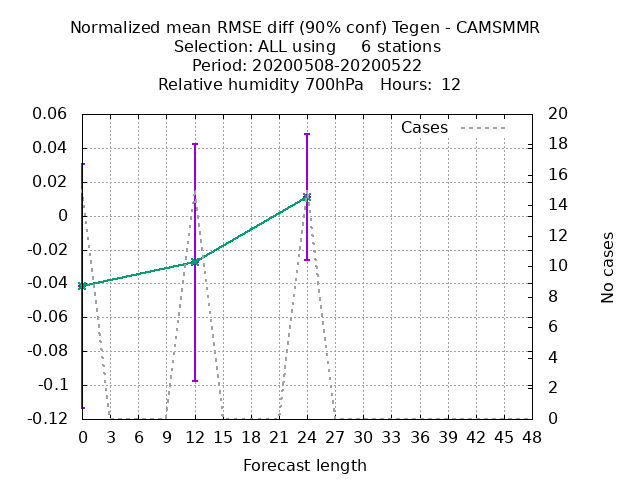 Normalized mean RMSE diff (90% conf) Tegen - CAMSMMR
Selection: ALL using 6 stations
Period: 20200508-20200522
Relative humidity 700hPa Hours: 12
Cases
0.06
0.04
0.02
0
-0.02
-0.04
-0.06
-0.08
-0.1
-0.12
20
18
16
14
12
10
8
6
4
2
0
No cases
0 3 6 9 12 15 18 21 24 27 30 33 36 39 42 45 48
Forecast length